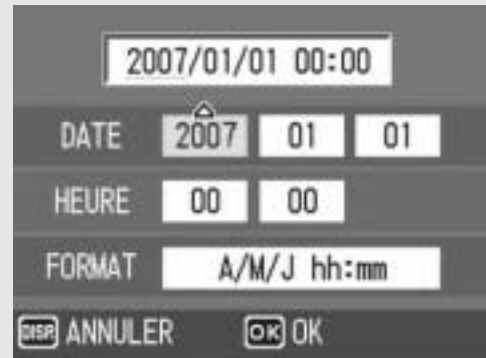 2007/01/01 00:00
DATE 2007 01 01
HEURE 00 00
FORMAT A/M/J hh:mm
DISP. ANNULER OK OK